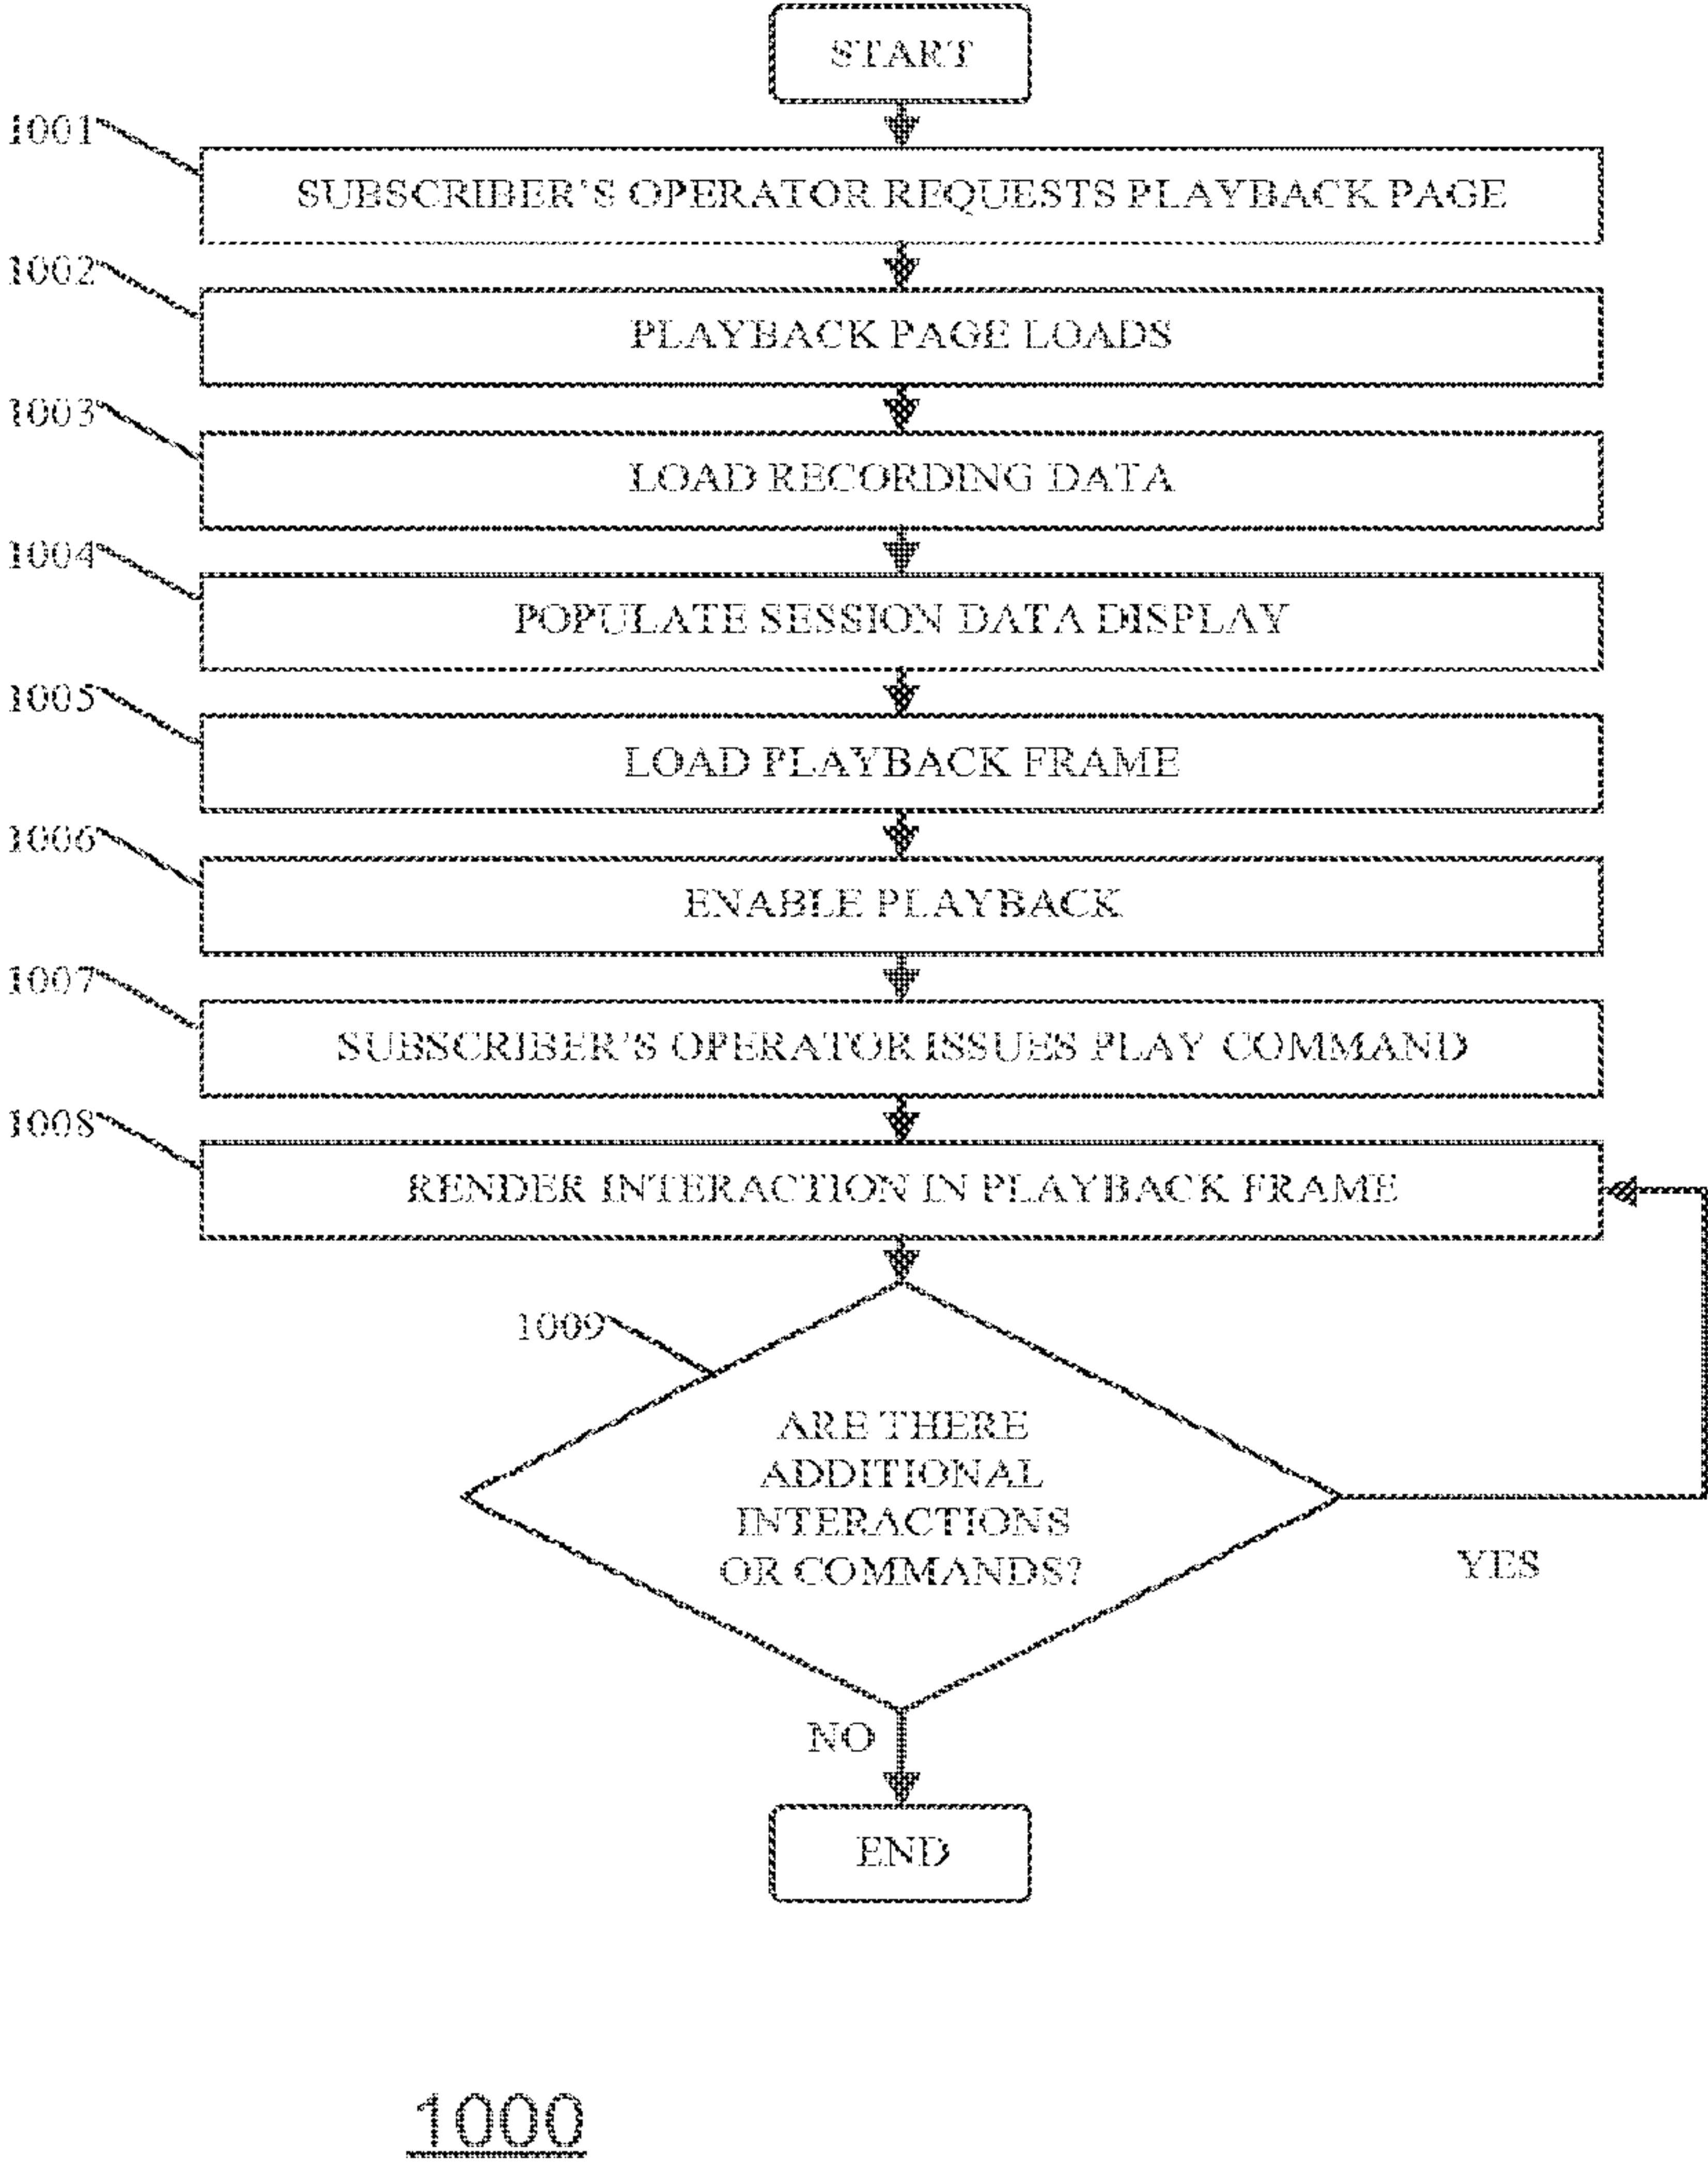 START
1001
SUBSCRIBER'S OPERATOR REQUESTS PLAYBACK PAGE
1002
PLAYBACK PAGE LOADS
1003
LOAD RECORDING DATA
1004
POPULATE SESSION DATA DISPLAY
1005
LOAD PLAYBACK FRAME
1006
ENABLE PLAYBACK
1007
SUBSCRIBER'S OPERATOR ISSUES PLAY COMMAND
1008
RENDER INTERACTION IN PLAYBACK FRAME
1009
ARE THERE
ADDITIONAL
INTERACTIONS
OR COMMANDS?
YES
NO
END
1000